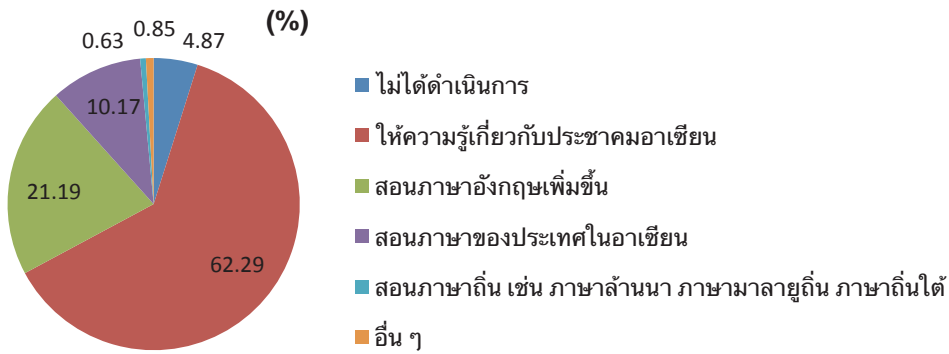 (%)
0.63
0.85
4.87
10.17
21.19
62.29
ไม่ได้ดำเนินการ
ให้ความรู้เกี่ยวกับประชาคมอาเซียน
สอนภาษาอังกฤษเพิ่มขึ้น
สอนภาษาของประเทศในอาเซียน
สอนภาษาถิ่น เช่น ภาษาล้านนา ภาษามาลายูถิ่น ภาษาถิ่นใต้
อื่น ๆ